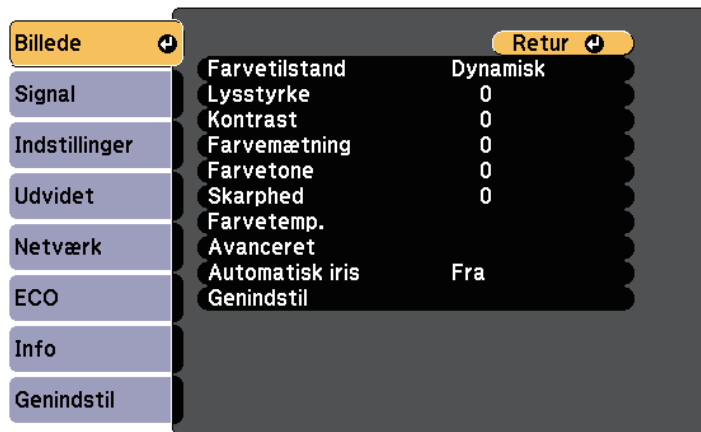 Billede
Signal
Indstillinger
Udvidet
Netværk
ECO
Info
Genindstil
Retur
Farvetilstand Dynamisk
Lysstyrke 0
Kontrast 0
Farvemætning 0
Farvetone 0
Skarphed 0
Farvetemp.
Avanceret
Automatisk iris Fra
Genindstil